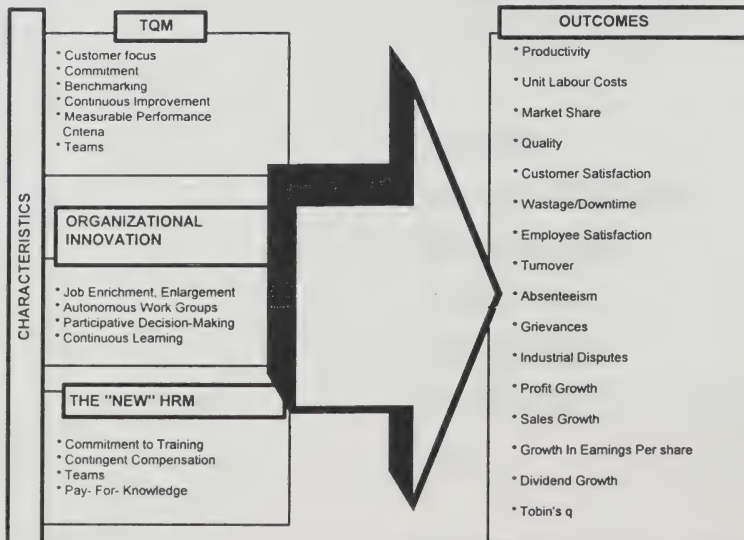 CHARACTERISTICS
TQM
* Customer focus
* Commitment
* Benchmarking
* Continuous Improvement
* Measurable Performance
Criteria
* Teams
ORGANIZATIONAL
INNOVATION
* Job Enrichment, Enlargement
* Autonomous Work Groups
* Participative Decision-Making
* Continuous Learning
THE "NEW" HRM
* Commitment to Training
* Contingent Compensation
* Teams
* Pay- For- Knowledge
OUTCOMES
* Productivity
* Unit Labour Costs
* Market Share
* Quality
* Customer Satisfaction
* Wastage/Downtime
* Employee Satisfaction
* Turnover
* Absenteeism
* Grievances
* Industrial Disputes
* Profit Growth
* Sales Growth
* Growth In Earnings Per share
* Dividend Growth
* Tobin's q